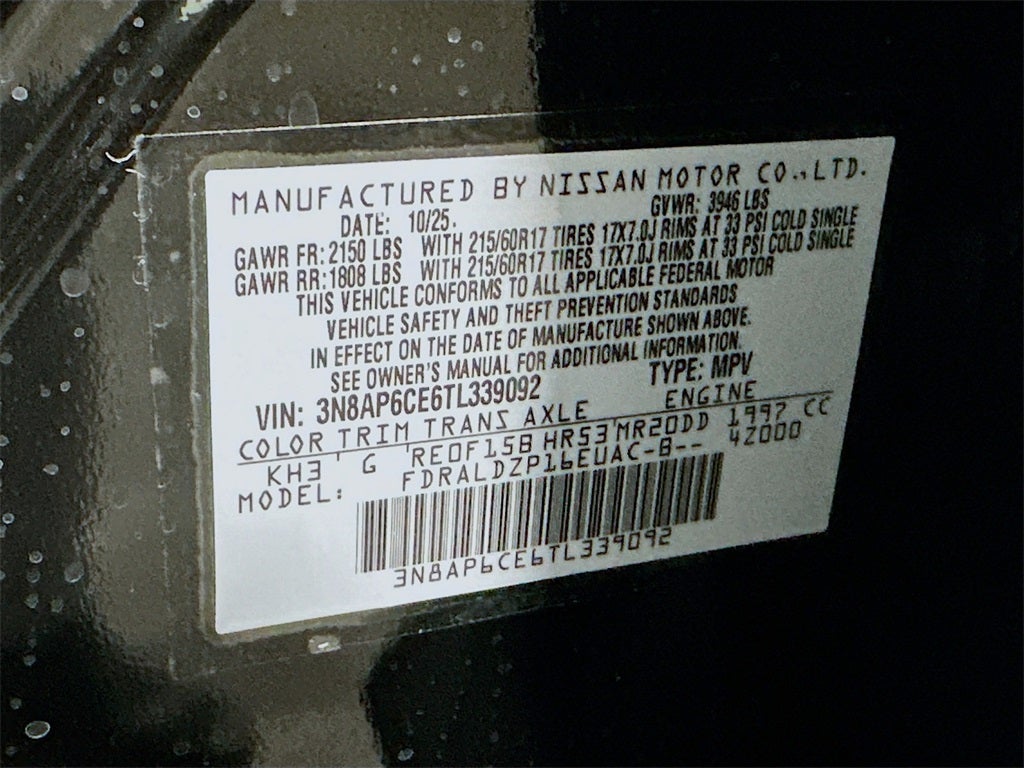 MANUFACTURED BY NISSAN MOTOR CO.,LTD.
DATE: 10/25. GVWR: 3946 LBS
GAWR FR: 2150 LBS WITH 215/60R17 TIRES 17X7.0J RIMS AT 33 PSI COLD SINGLE
GAWR RR: 1808 LBS WITH 215/60R17 TIRES 17X7.0J RIMS AT 33 PSI COLD SINGLE
THIS VEHICLE CONFORMS TO ALL APPLICABLE FEDERAL MOTOR
VEHICLE SAFETY AND THEFT PREVENTION STANDARDS
IN EFFECT ON THE DATE OF MANUFACTURE SHOWN ABOVE.
SEE OWNER'S MANUAL FOR ADDITIONAL INFORMATION.
VIN: 3N8AP6CE6TL339092 TYPE: MPV
COLOR TRIM TRANS AXLE ENGINE
KH3 ' G 'RE0F15B HR53'MR20DD 1997 CC
MODEL: FDRALDZP16EUAC-B-- 4Z000
3N8AP6CE6TL339092